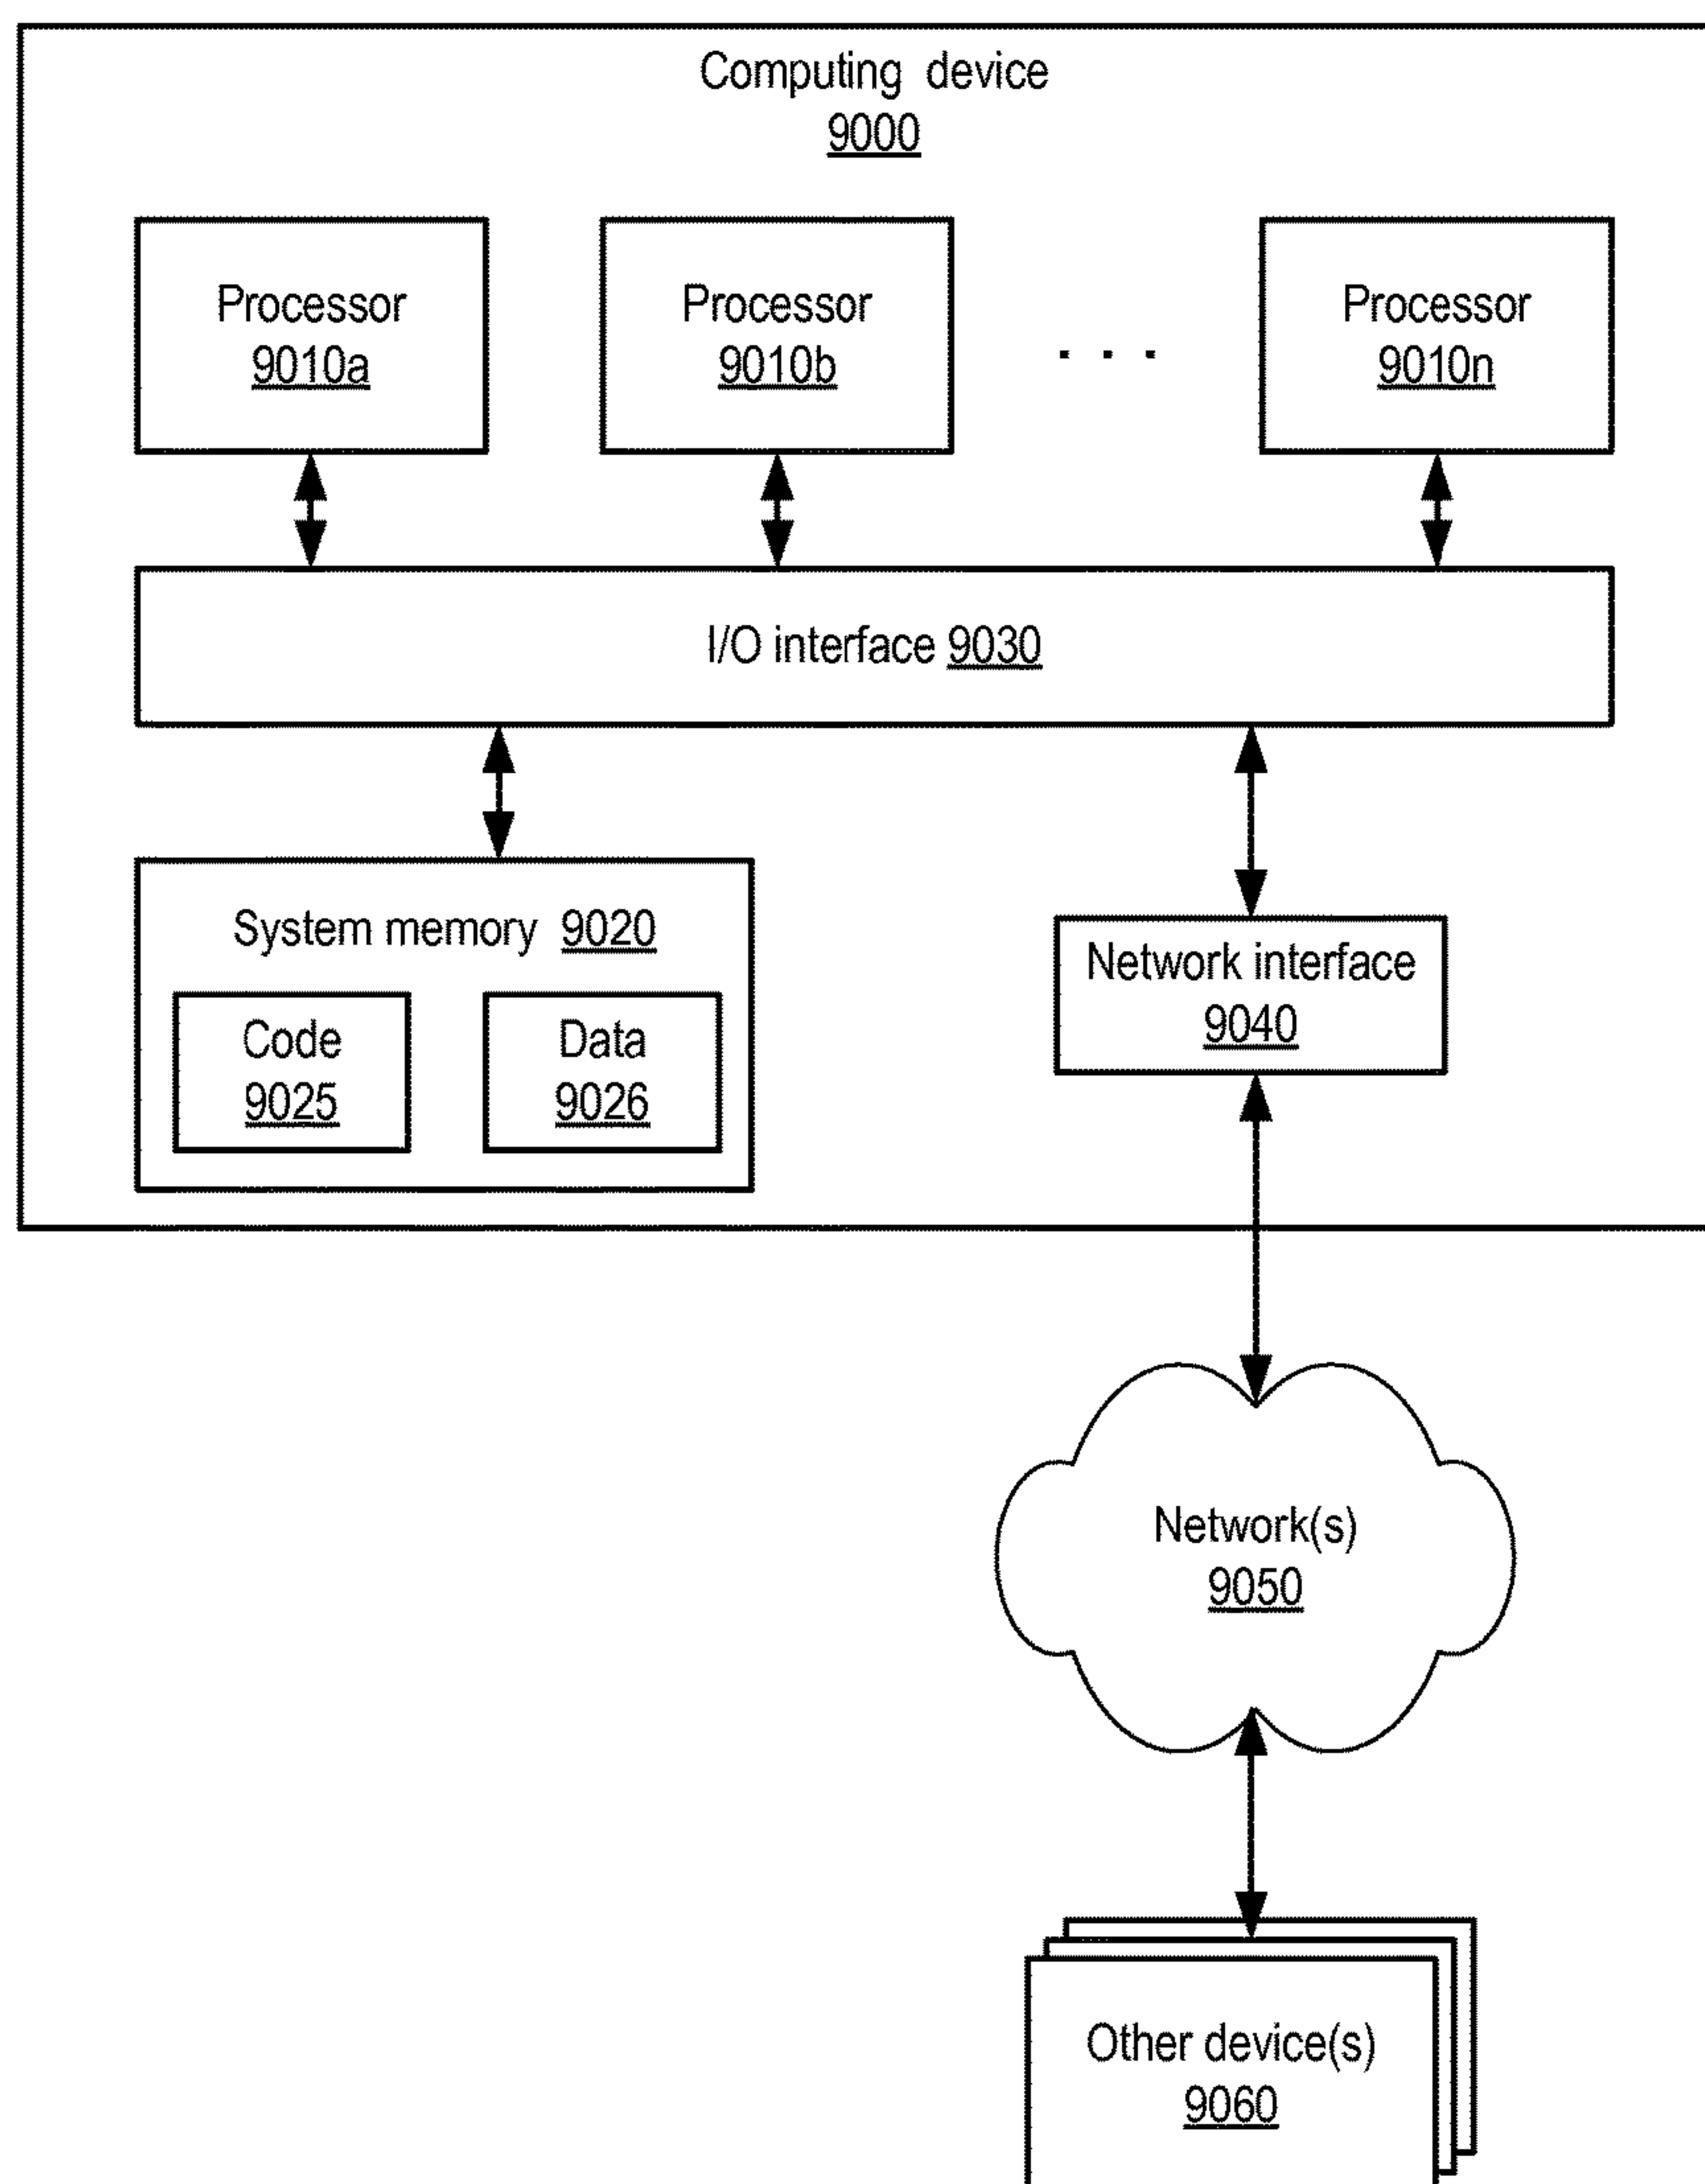 Computing device
9000
Processor
9010a
Processor
9010b
. . .
Processor
9010n
I/O interface 9030
System memory 9020
Code
9025
Data
9026
Network interface
9040
Network(s)
9050
Other device(s)
9060